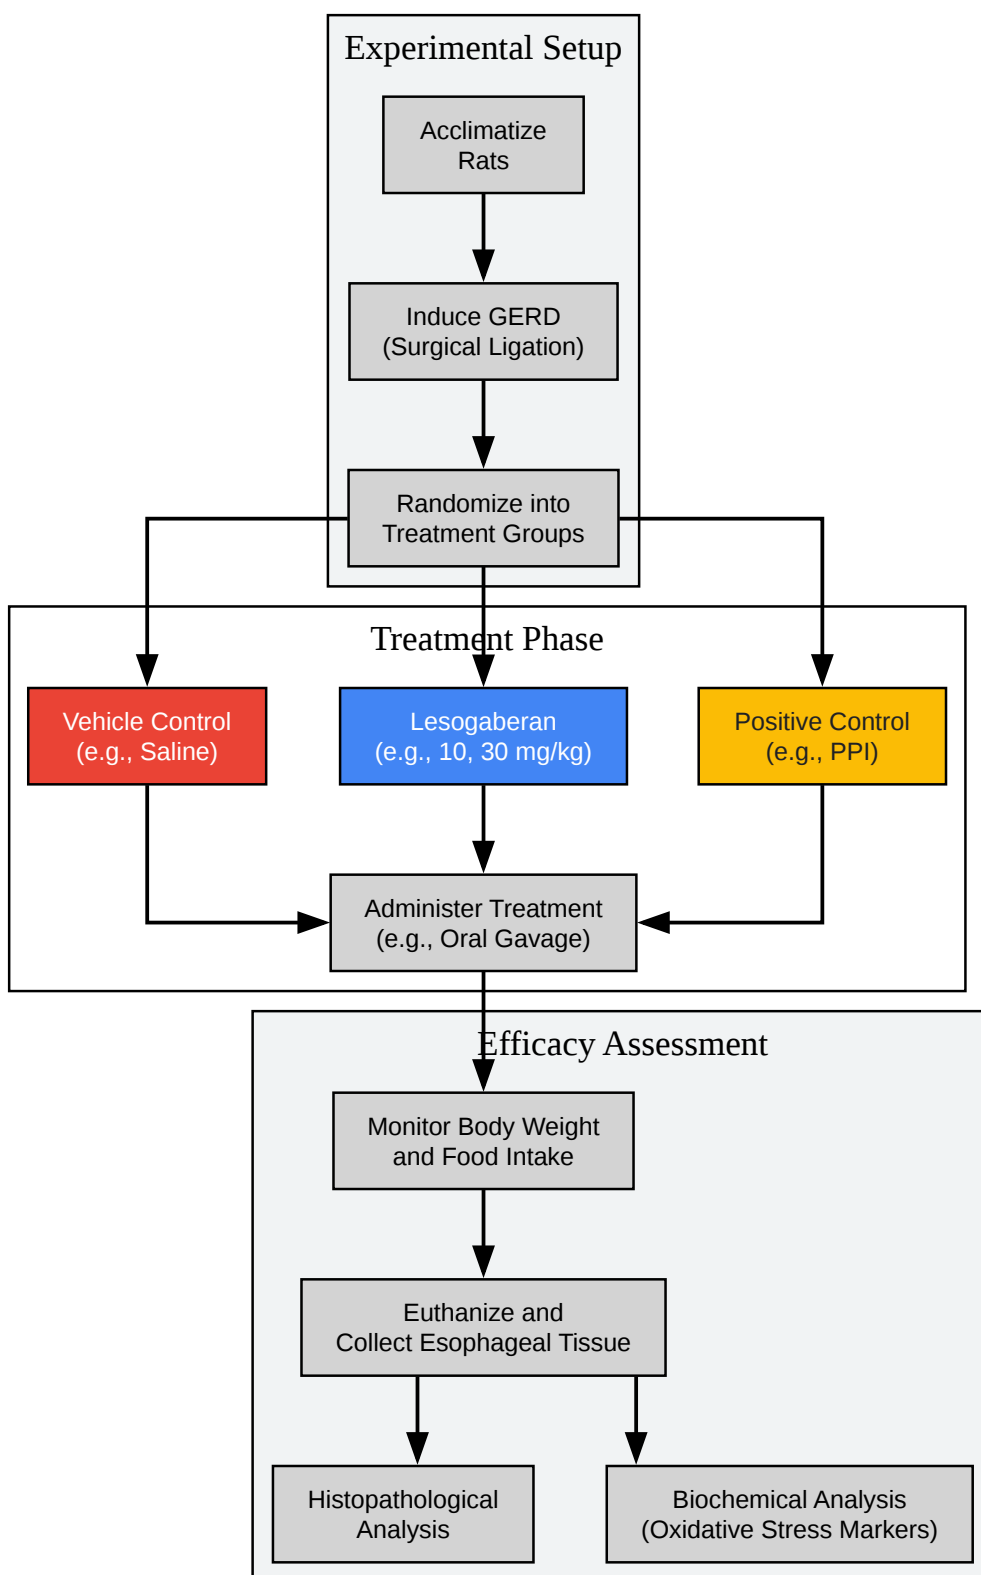 Experimental Setup
Acclimatize
Rats
Induce GERD
(Surgical Ligation)
Randomize into
Treatment Groups
Treatment Phase
Vehicle Control
(e.g., Saline)
Lesogaberan
(e.g., 10, 30 mg/kg)
Positive Control
(e.g., PPI)
Administer Treatment
(e.g., Oral Gavage)
Efficacy Assessment
Monitor Body Weight
and Food Intake
Euthanize and
Collect Esophageal Tissue
Histopathological
Analysis
Biochemical Analysis
(Oxidative Stress Markers)